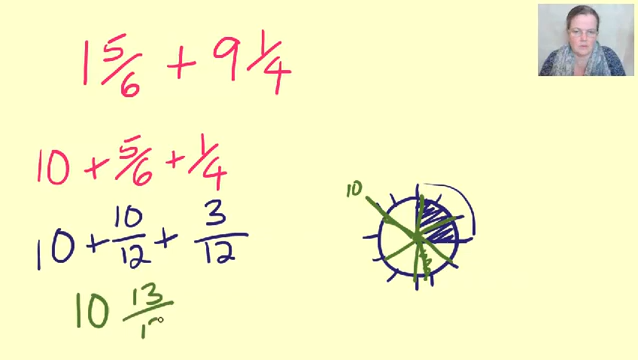 1 5/6 + 9 1/4
10 + 5/6 + 1/4
10 + 10/12 + 3/12
10 13/
10